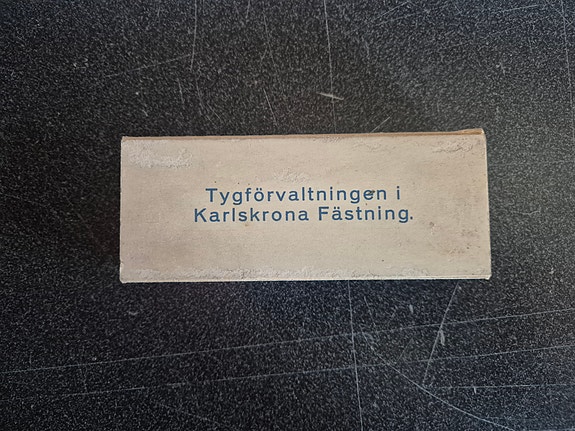 Tygförvaltningen i
Karlskrona Fästning.